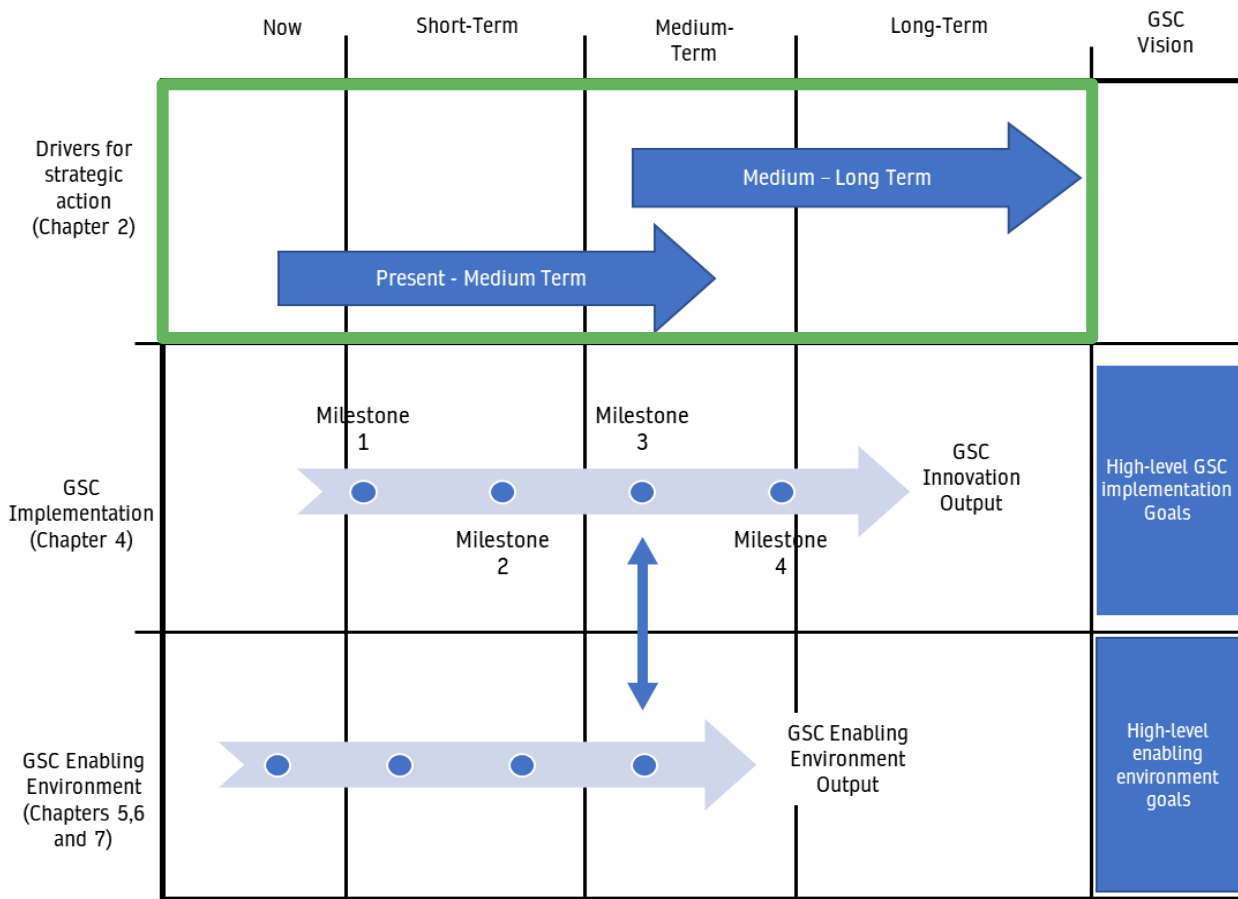 Now
Short-Term
Medium-
Term
Long-Term
GSC
Vision
Drivers for
strategic
action
(Chapter 2)
Medium – Long Term
Present - Medium Term
GSC
Implementation
(Chapter 4)
Milestone
1
Milestone
2
Milestone
3
Milestone
4
GSC
Innovation
Output
High-level GSC
implementation
Goals
GSC Enabling
Environment
(Chapters 5,6
and 7)
GSC Enabling
Environment
Output
High-level
enabling
environment
goals